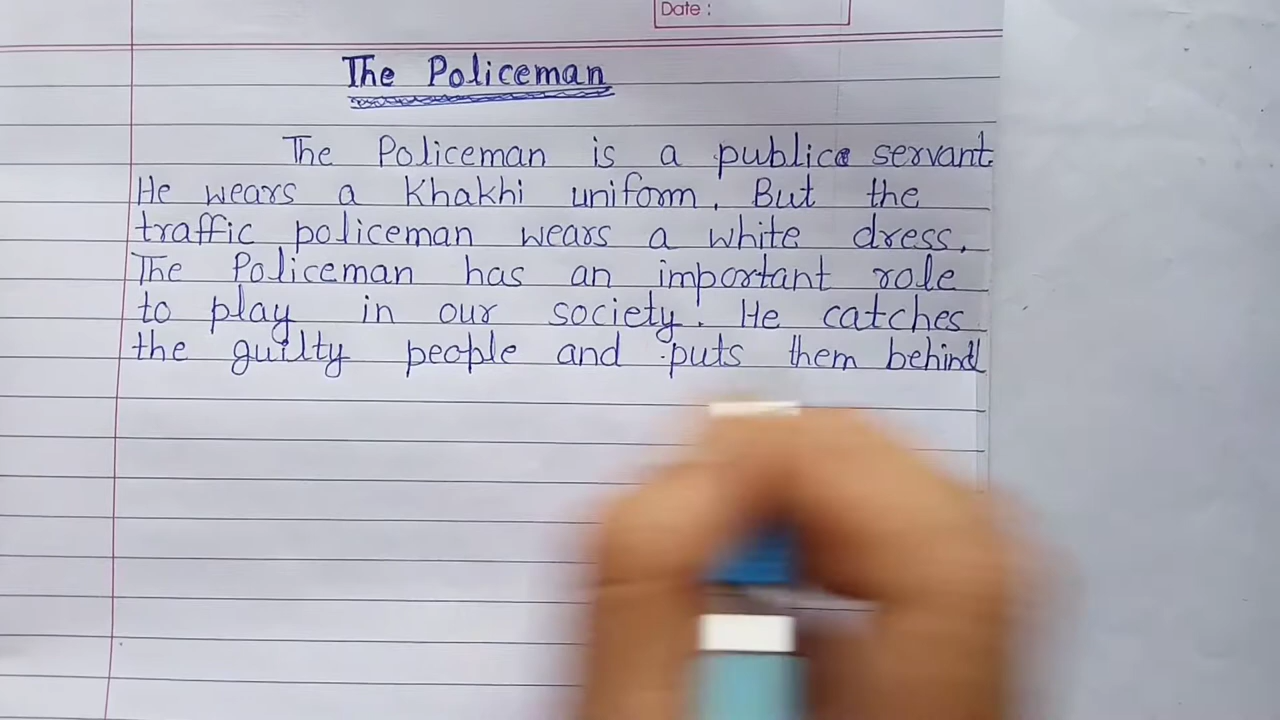 Date :
The Policeman
The Policeman is a public servant.
He wears a Khakhi uniform. But the
traffic policeman wears a white dress.
The Policeman has an important role
to play in our society. He catches
the guilty people and puts them behind